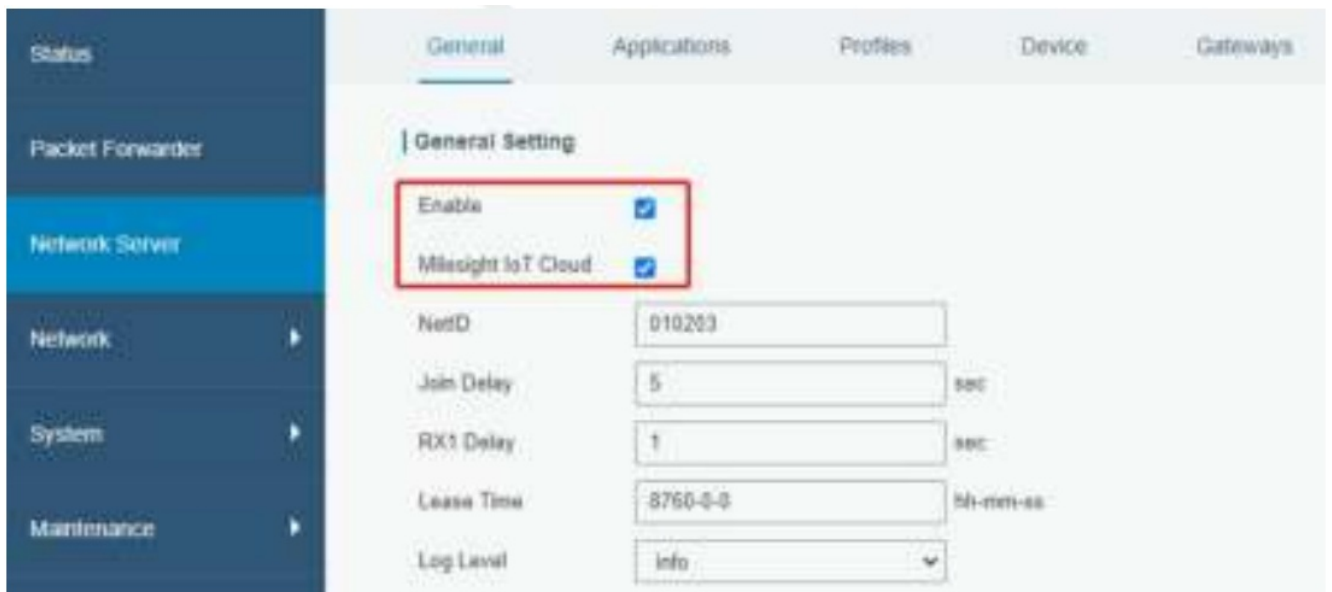 Status
Packet Forwarder
Network Server
Network
System
Maintenance
General Applications Profiles Device Gateways
General Setting
Enable
Milesight IoT Cloud
NetID 010203
Join Delay 5 sec
RX1 Delay 1 sec
Lease Time 8760-0-0 hh-mm-ss
Log Level info